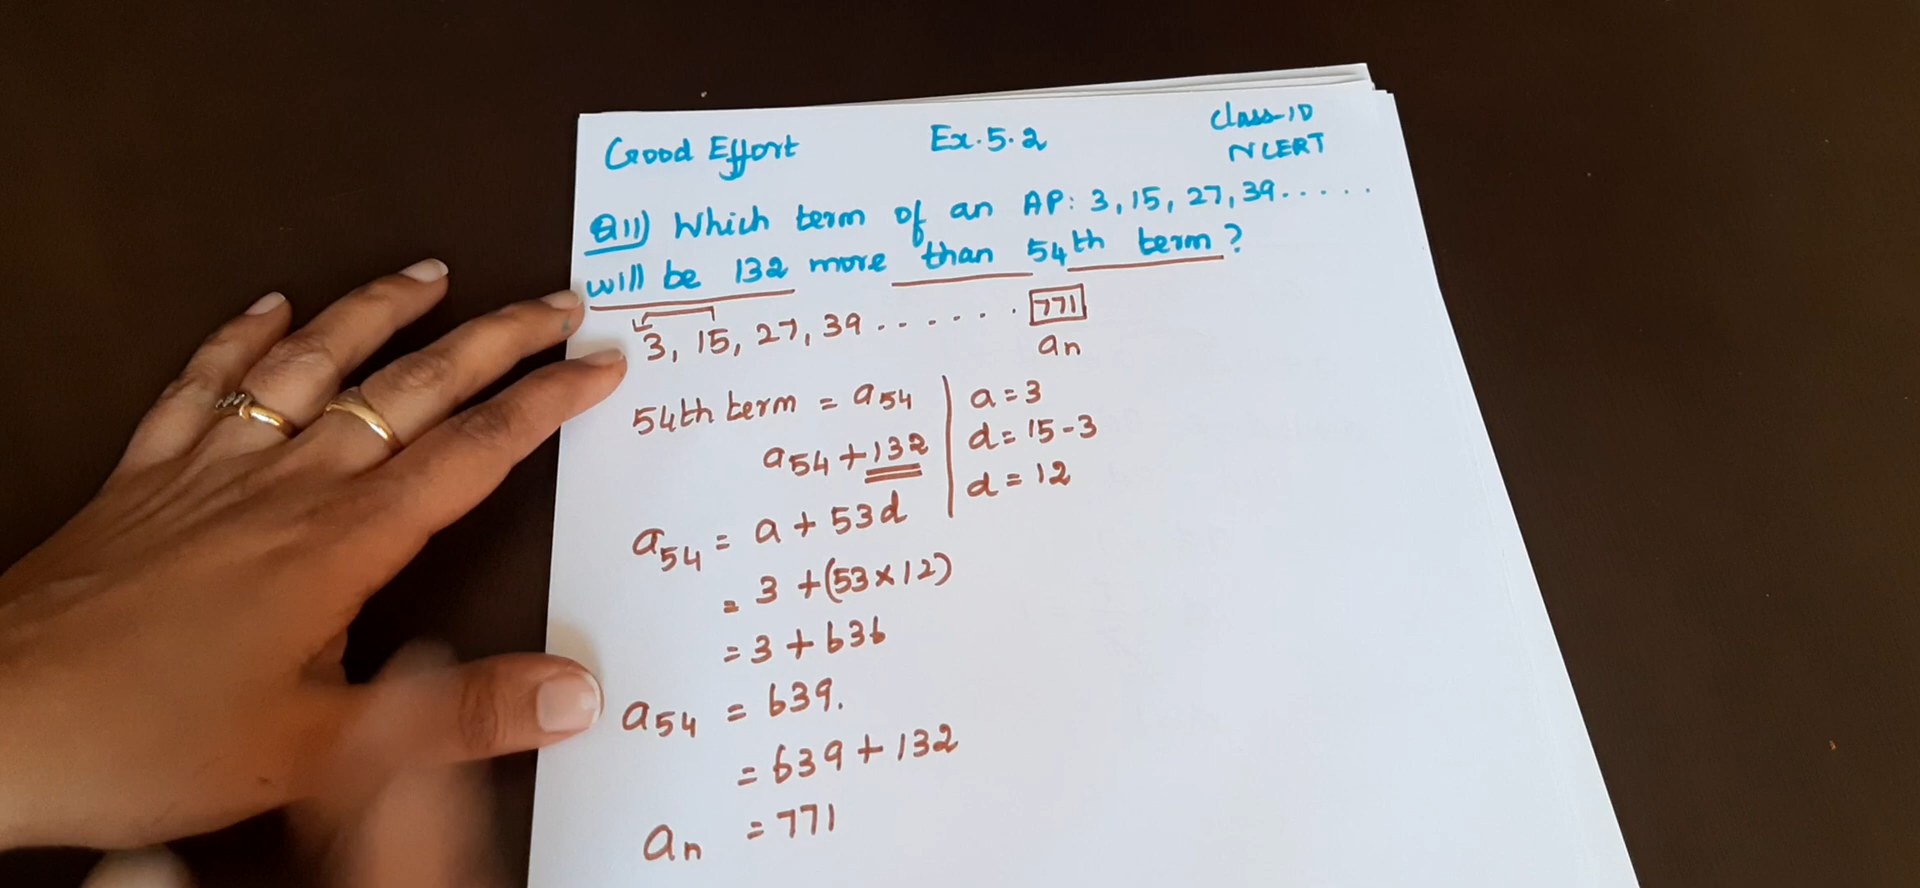 Good Effort Ex. 5.2 Class-10
NCERT
Q11) Which term of an AP: 3, 15, 27, 39.....
will be 132 more than 54th term?
3, 15, 27, 39 ...... 771
an
54th term = a54
a54 + 132
a = 3
d = 15 - 3
d = 12
a54 = a + 53d
= 3 + (53 × 12)
= 3 + 636
a54 = 639.
= 639 + 132
an = 771